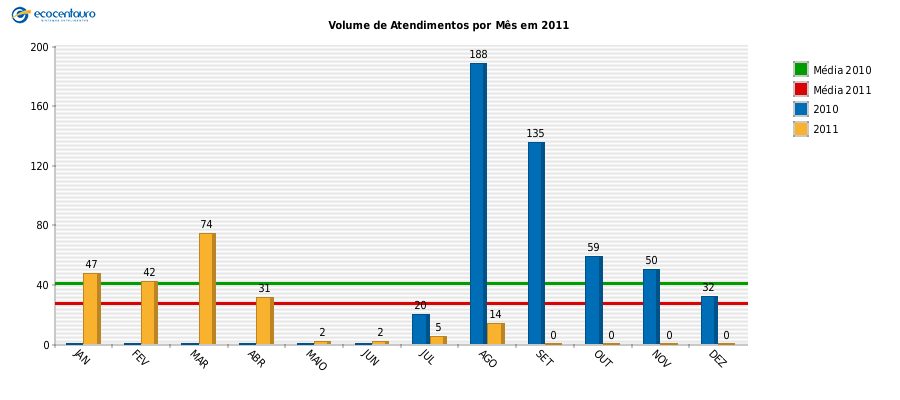 ecocentauro
Volume de Atendimentos por Mês em 2011
200
160
120
80
40
0
47
42
74
31
2
2
20
5
188
14
135
0
59
0
50
0
32
0
JAN
FEV
MAR
ABR
MAIO
JUN
JUL
AGO
SET
OUT
NOV
DEZ
Média 2010
Média 2011
2010
2011